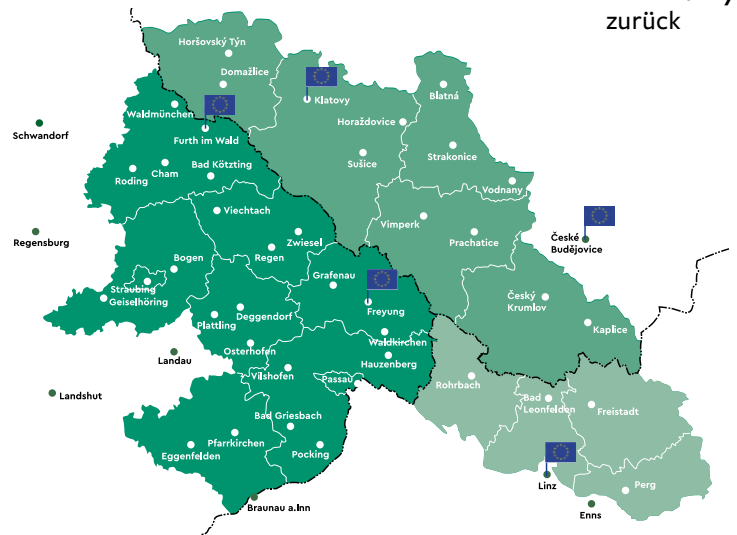 zurück
Horšovský Týn
Domažlice
Klatovy
Blatná
Waldmünchen
Horaždovice
Schwandorf
Furth im Wald
Strakonice
Sušice
Bad Kötzting
Cham
Roding
Vodnany
Viechtach
Vimperk
Prachatice
Regensburg
Zwiesel
České
Budějovice
Regen
Bogen
Grafenau
Straubing
Geiselhöring
Český
Krumlov
Freyung
Deggendorf
Plattling
Kaplice
Waldkirchen
Osterhofen
Landau
Hauzenberg
Vilshofen
Passau
Rohrbach
Landshut
Bad
Leonfelden
Freistadt
Bad Griesbach
Pfarrkirchen
Eggenfelden
Pocking
Linz
Perg
Braunau a.Inn
Enns